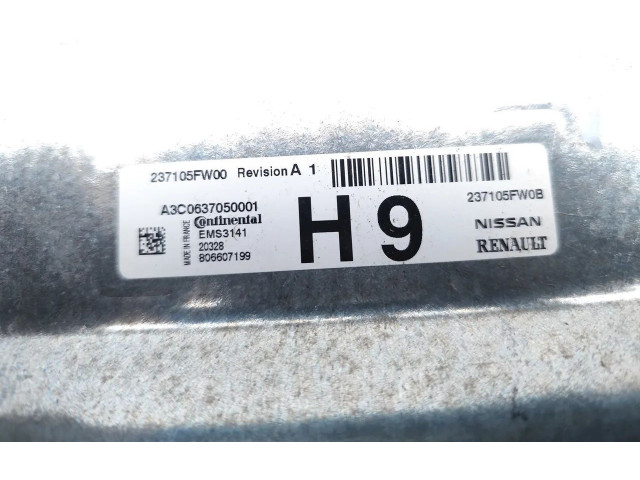 237105FW00 Revision A 1
237105FW0B
A3C0637050001
Continental
EMS3141
20328
806607199
MADE IN FRANCE
H9
NISSAN
RENAULT